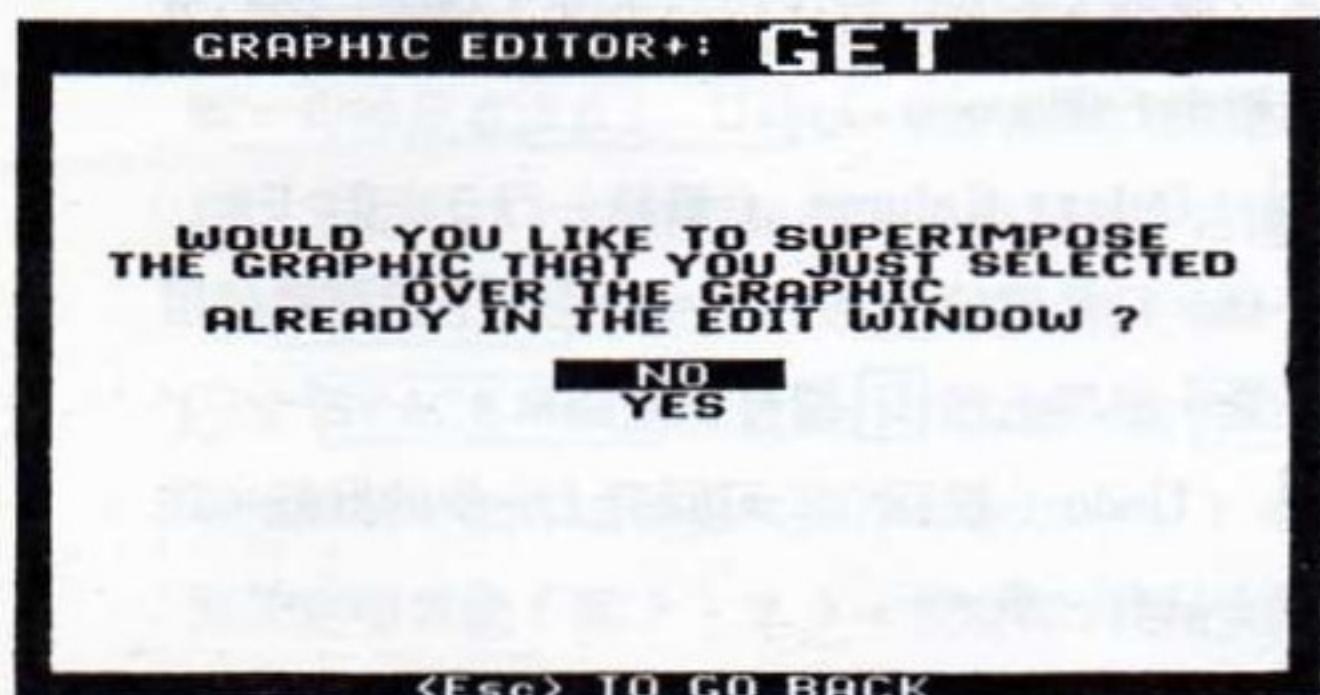 GRAPHIC EDITOR+: GET
WOULD YOU LIKE TO SUPERIMPOSE
THE GRAPHIC THAT YOU JUST SELECTED
OVER THE GRAPHIC
ALREADY IN THE EDIT WINDOW ?
NO
YES
<Esc> TO GO BACK